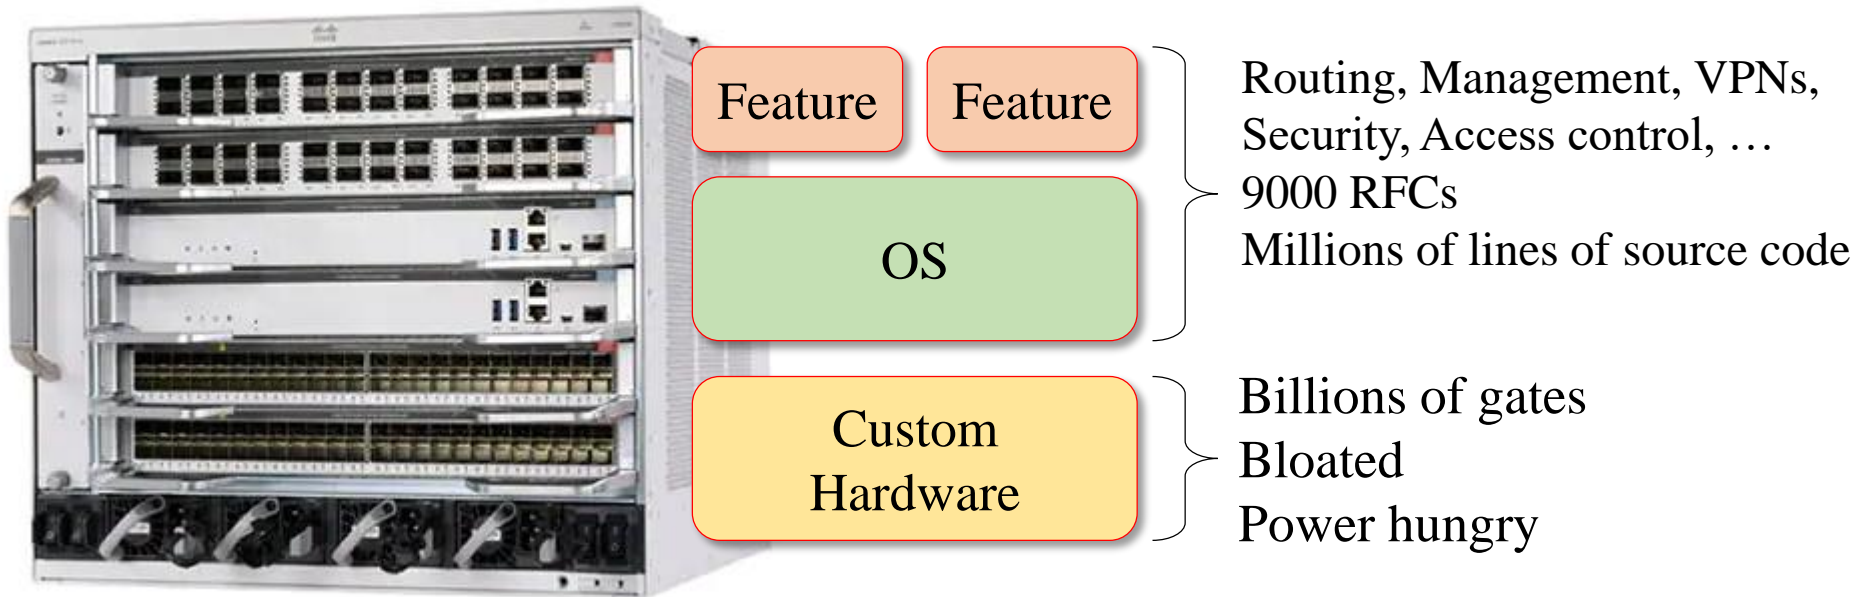 Feature
Feature
OS
Custom
Hardware
Routing, Management, VPNs,
Security, Access control, …
9000 RFCs
Millions of lines of source code
Billions of gates
Bloated
Power hungry